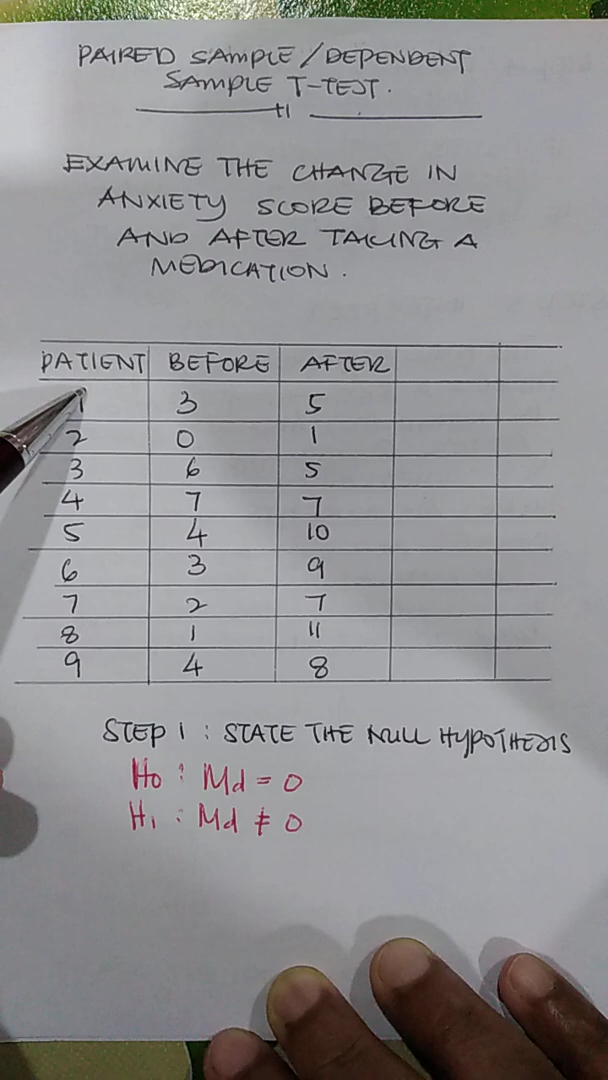 PAIRED SAMPLE/DEPENDENT
SAMPLE T-TEST.
EXAMINE THE CHANGE IN
ANXIETY SCORE BEFORE
AND AFTER TAKING A
MEDICATION.
PATIENT BEFORE AFTER
1 3 5
2 0 1
3 6 5
4 7 7
5 4 10
6 3 9
7 2 7
8 1 11
9 4 8
STEP 1 : STATE THE NULL HYPOTHESIS
Ho : Md = 0
H1 : Md ≠ 0